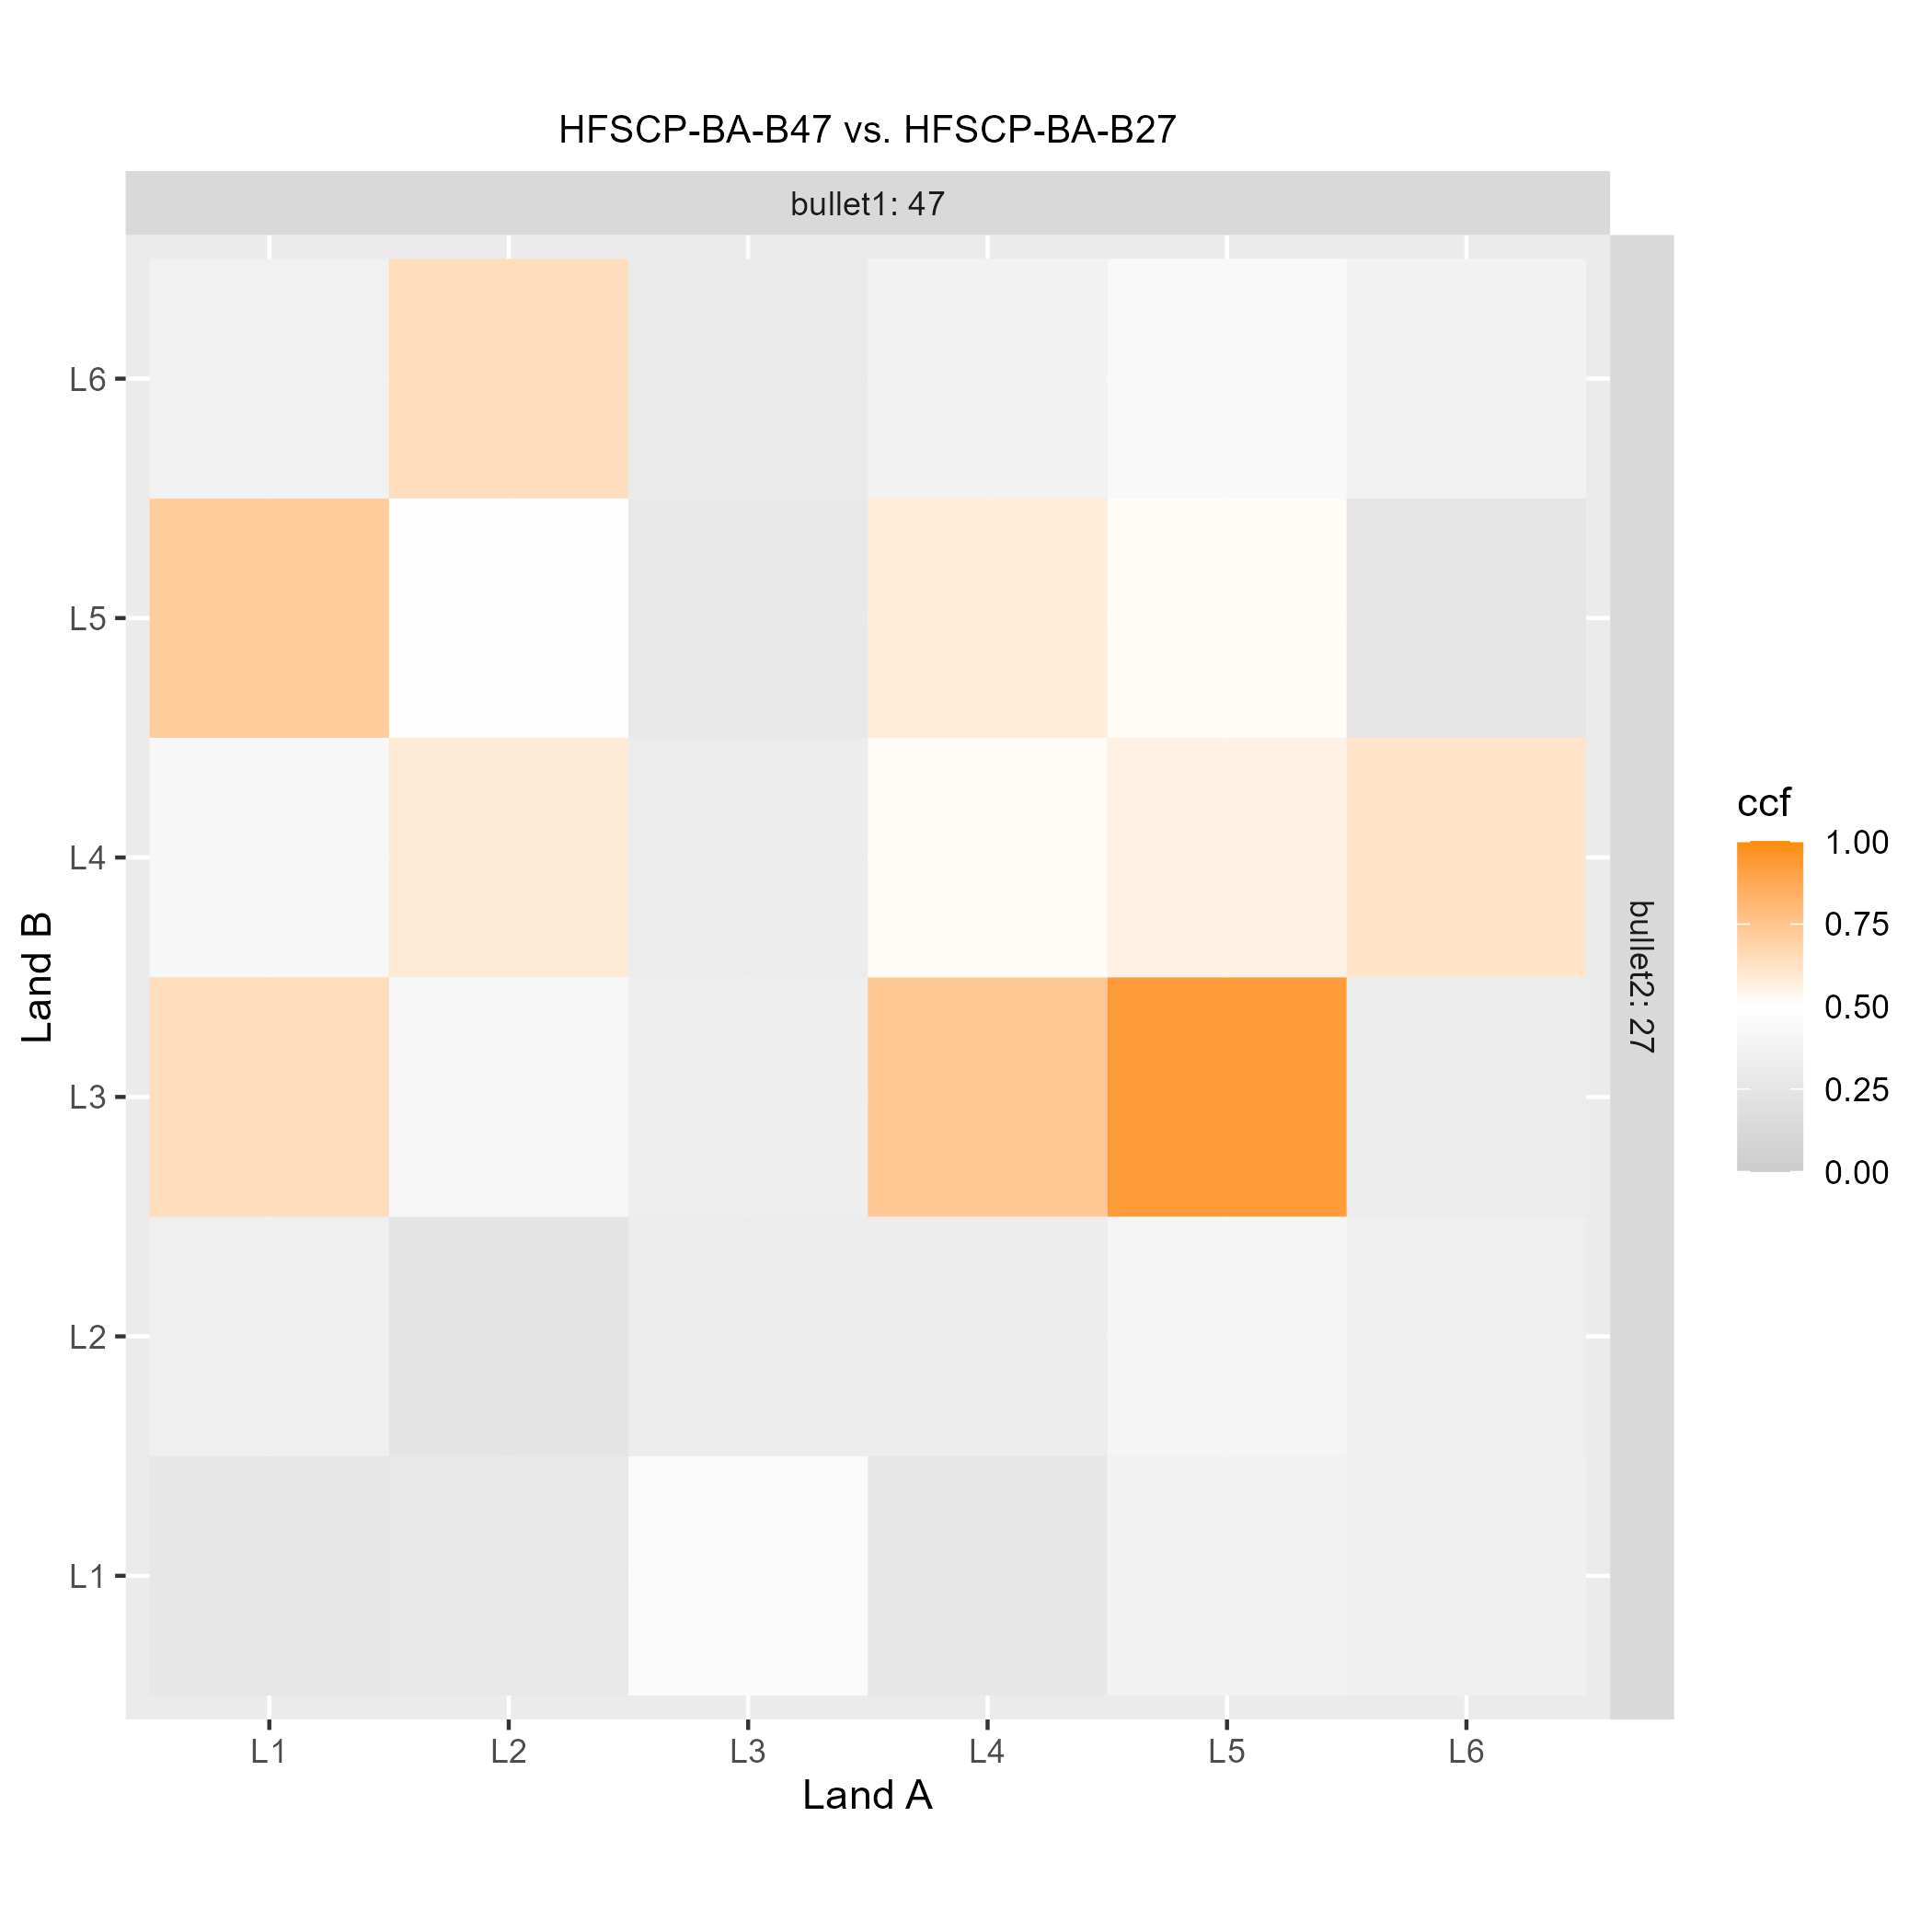 HFSCP-BA-B47 vs. HFSCP-BA-B27
bullet1: 47
L6
L5
L4
L3
L2
L1
Land B
bullet2: 27
L1 L2 L3 L4 L5 L6
Land A
ccf
1.00
0.75
0.50
0.25
0.00